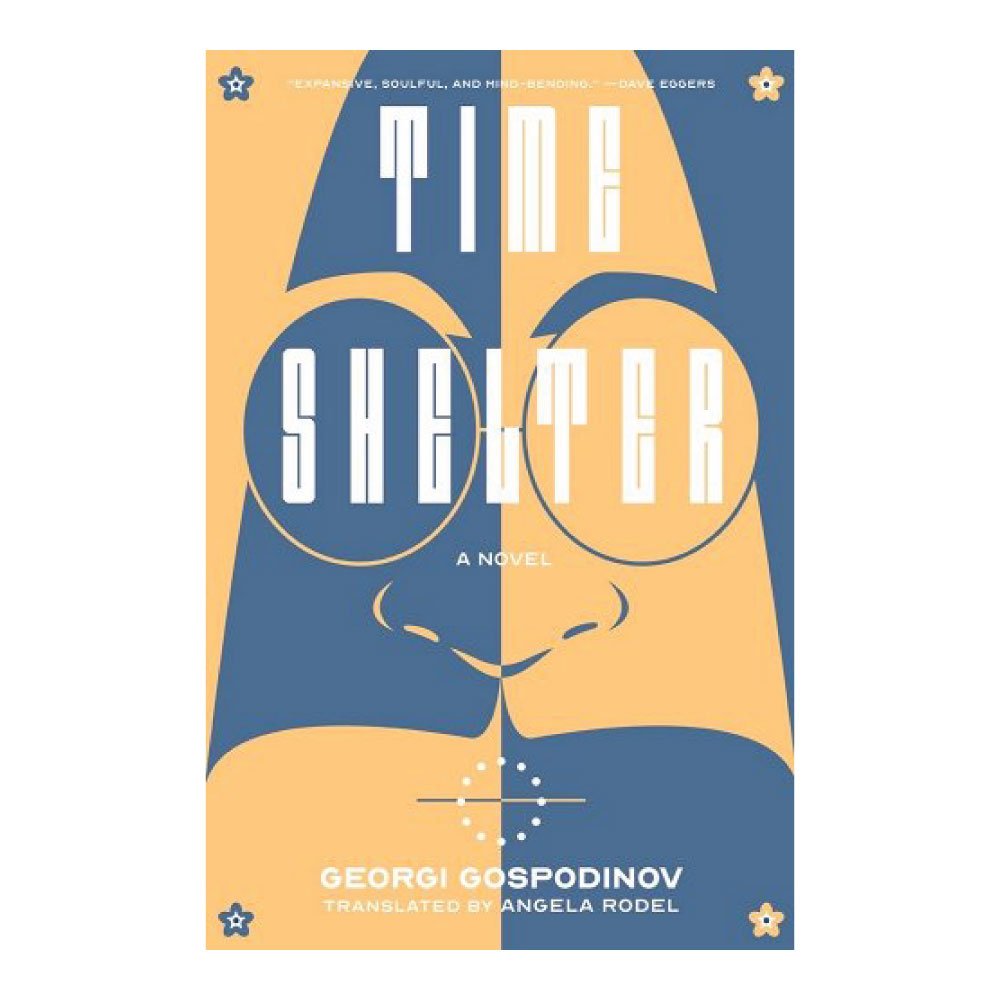 "EXPANSIVE, SOULFUL, AND MIND-BENDING." —DAVE EGGERS
TIME
SHELTER
A NOVEL
GEORGI GOSPODINOV
TRANSLATED BY ANGELA RODEL